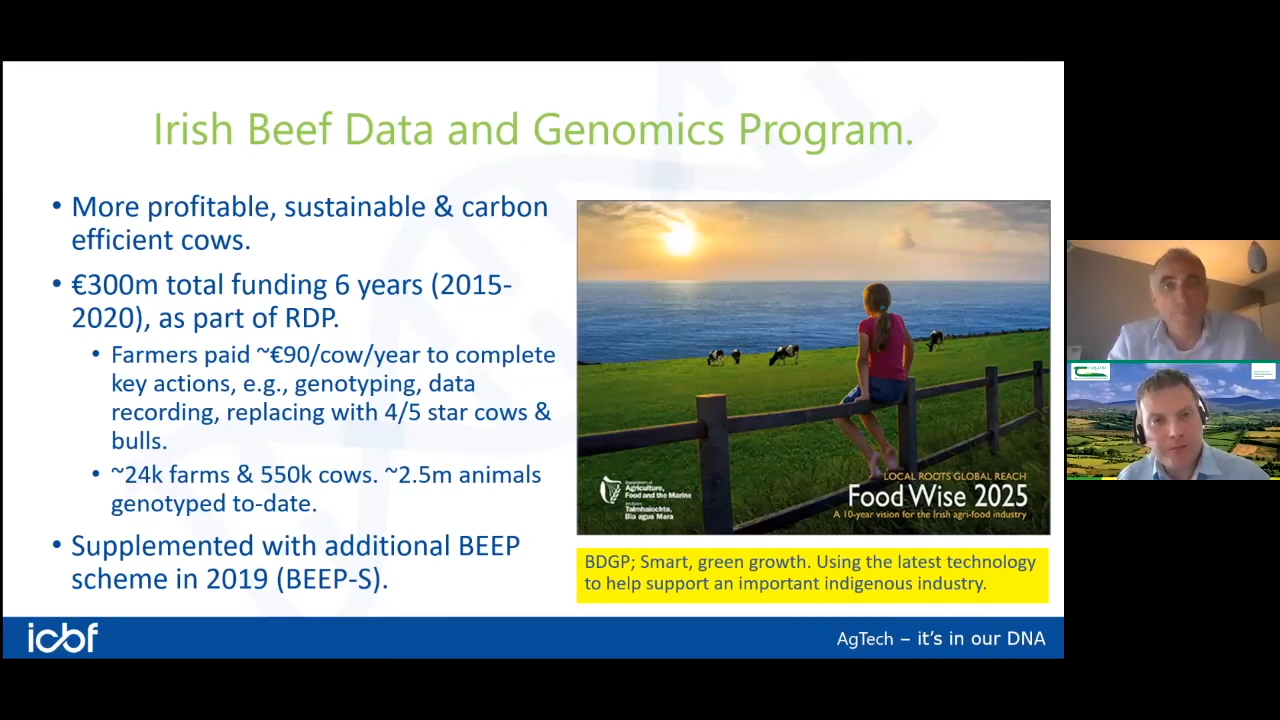 Irish Beef Data and Genomics Program.
• More profitable, sustainable & carbon
efficient cows.
• €300m total funding 6 years (2015-
2020), as part of RDP.
• Farmers paid ~€90/cow/year to complete
key actions, e.g., genotyping, data
recording, replacing with 4/5 star cows &
bulls.
• ~24k farms & 550k cows. ~2.5m animals
genotyped to-date.
• Supplemented with additional BEEP
scheme in 2019 (BEEP-S).
Agriculture,
Food and the Marine
Talmhaíochta,
Bia agus Mara
LOCAL ROOTS GLOBAL REACH
Food Wise 2025
A 10-year vision for the Irish agri-food industry
BDGP; Smart, green growth. Using the latest technology
to help support an important indigenous industry.
icbf
AgTech – it's in our DNA